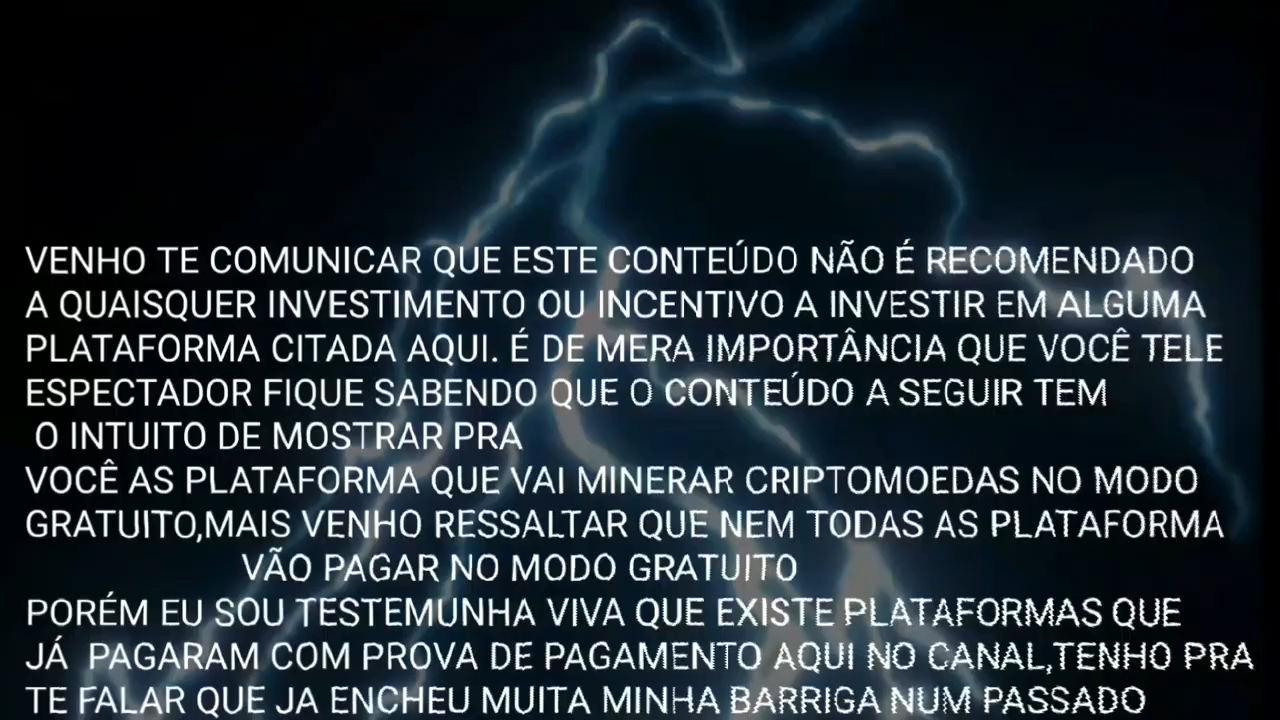 VENHO TE COMUNICAR QUE ESTE CONTEÚDO NÃO É RECOMENDADO
A QUAISQUER INVESTIMENTO OU INCENTIVO A INVESTIR EM ALGUMA
PLATAFORMA CITADA AQUI. É DE MERA IMPORTÂNCIA QUE VOCÊ TELE
ESPECTADOR FIQUE SABENDO QUE O CONTEÚDO A SEGUIR TEM
O INTUITO DE MOSTRAR PRA
VOCÊ AS PLATAFORMA QUE VAI MINERAR CRIPTOMOEDAS NO MODO
GRATUITO,MAIS VENHO RESSALTAR QUE NEM TODAS AS PLATAFORMA
VÃO PAGAR NO MODO GRATUITO
PORÉM EU SOU TESTEMUNHA VIVA QUE EXISTE PLATAFORMAS QUE
JÁ PAGARAM COM PROVA DE PAGAMENTO AQUI NO CANAL,TENHO PRA
TE FALAR QUE JA ENCHEU MUITA MINHA BARRIGA NUM PASSADO